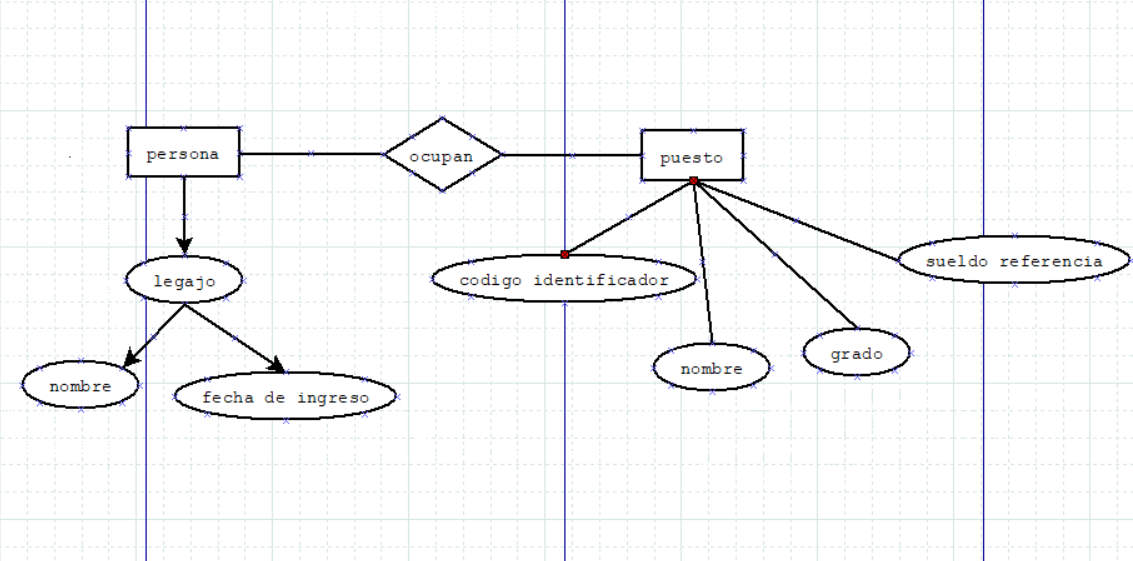 persona
ocupan
puesto
legajo
codigo identificador
sueldo referencia
nombre
fecha de ingreso
nombre
grado